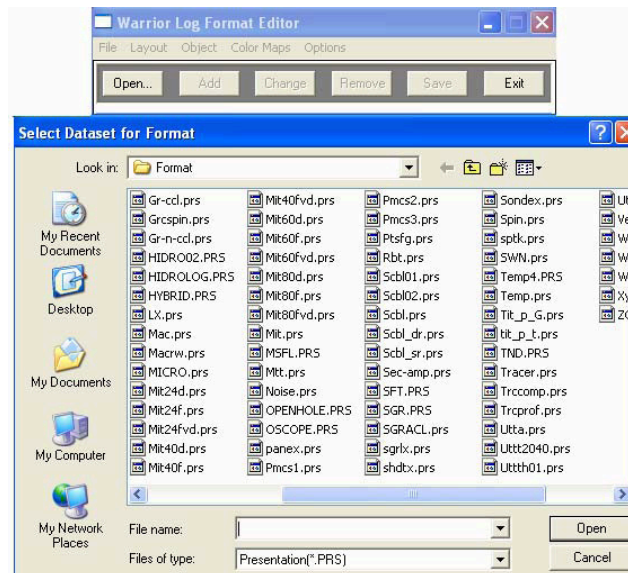 Warrior Log Format Editor
File Layout Object Color Maps Options
Open... Add Change Remove Save Exit
Select Dataset for Format
Look in: Format
Gr-ccl.prs Mit40fvd.prs Pmcs2.prs Sondex.prs
Grcspin.prs Mit60d.prs Pmcs3.prs Spin.prs
Gr-n-ccl.prs Mit60f.prs Ptsfg.prs sptk.prs
HIDRO02.PRS Mit60fvd.prs Rbt.prs SWN.prs
HIDROLOG.PRS Mit80d.prs Scbl01.prs Temp4.PRS
HYBRID.PRS Mit80f.prs Scbl02.prs Temp.prs
LX.prs Mit80fvd.prs Scbl.prs Tit_p_G.prs
Mac.prs Mit.prs Scbl_dr.prs tit_p_t.prs
Macrw.prs MSFL.PRS Scbl_sr.prs TND.PRS
MICRO.prs Mtt.prs Sec-amp.prs Tracer.prs
Mit24d.prs Noise.prs SFT.PRS Trccomp.prs
Mit24f.prs OPENHOLE.PRS SGR.PRS Trcprof.prs
Mit24fvd.prs OSCOPE.PRS SGRACL.PRS Utta.prs
Mit40d.prs panex.prs sgrlx.prs Uttt2040.prs
Mit40f.prs Pmcs1.prs shdtx.prs Uttth01.prs
My Recent Documents
Desktop
My Documents
My Computer
My Network Places
File name: Open
Files of type: Presentation(*.PRS) Cancel